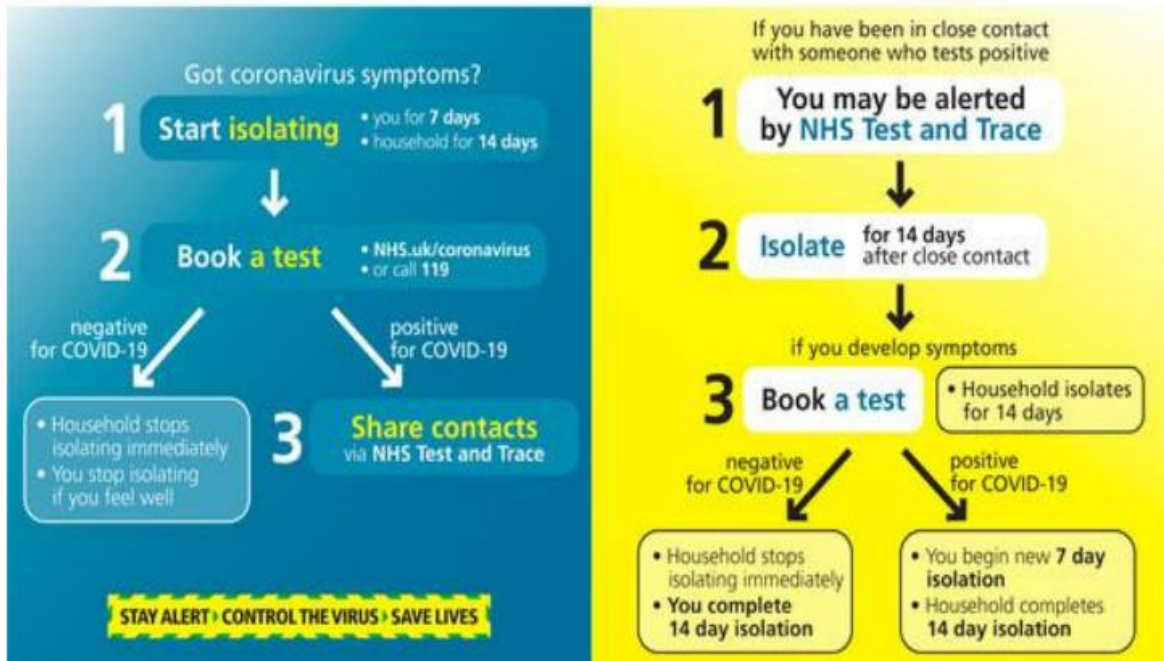 Got coronavirus symptoms?
1
Start isolating
• you for 7 days
• household for 14 days
2
Book a test
• NHS.uk/coronavirus
• or call 119
negative
for COVID-19
positive
for COVID-19
• Household stops
isolating immediately
• You stop isolating
if you feel well
3
Share contacts
via NHS Test and Trace
STAY ALERT › CONTROL THE VIRUS › SAVE LIVES
If you have been in close contact
with someone who tests positive
1
You may be alerted
by NHS Test and Trace
2
Isolate
for 14 days
after close contact
if you develop symptoms
3
Book a test
• Household isolates
for 14 days
negative
for COVID-19
positive
for COVID-19
• Household stops
isolating immediately
• You complete
14 day isolation
• You begin new 7 day
isolation
• Household completes
14 day isolation